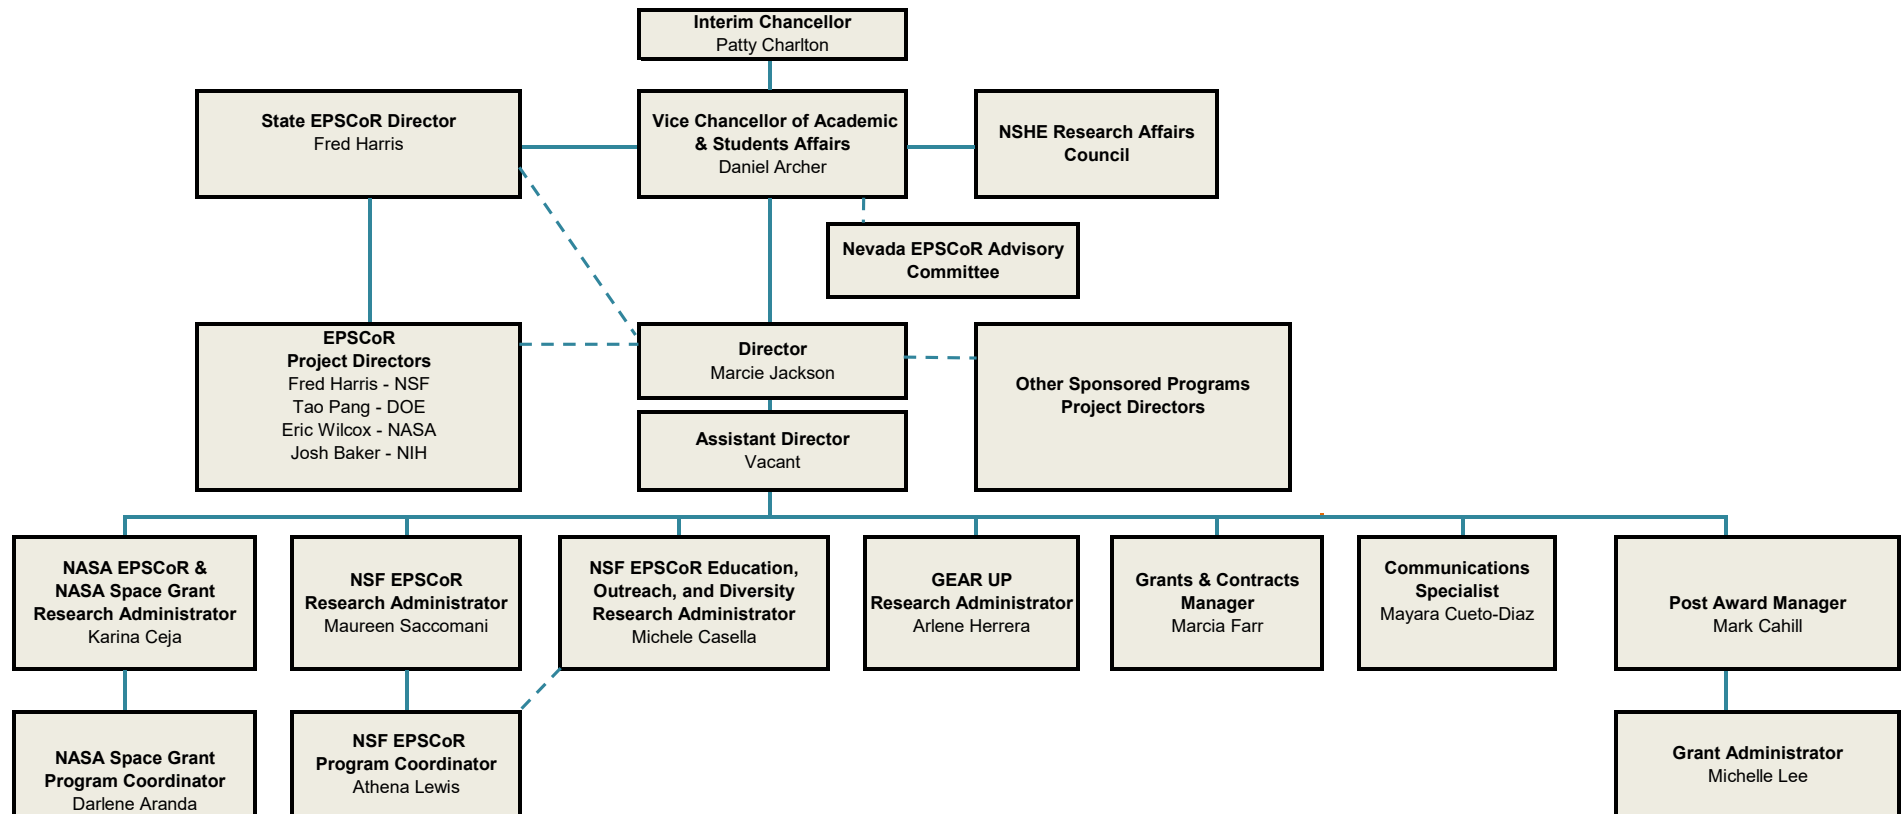 Interim Chancellor
Patty Charlton
State EPSCoR Director
Fred Harris
Vice Chancellor of Academic
& Students Affairs
Daniel Archer
NSHE Research Affairs
Council
Nevada EPSCoR Advisory
Committee
EPSCoR
Project Directors
Fred Harris - NSF
Tao Pang - DOE
Eric Wilcox - NASA
Josh Baker - NIH
Director
Marcie Jackson
Other Sponsored Programs
Project Directors
Assistant Director
Vacant
NASA EPSCoR &
NASA Space Grant
Research Administrator
Karina Ceja
NSF EPSCoR
Research Administrator
Maureen Saccomani
NSF EPSCoR Education,
Outreach, and Diversity
Research Administrator
Michele Casella
GEAR UP
Research Administrator
Arlene Herrera
Grants & Contracts
Manager
Marcia Farr
Communications
Specialist
Mayara Cueto-Diaz
Post Award Manager
Mark Cahill
NASA Space Grant
Program Coordinator
Darlene Aranda
NSF EPSCoR
Program Coordinator
Athena Lewis
Grant Administrator
Michelle Lee